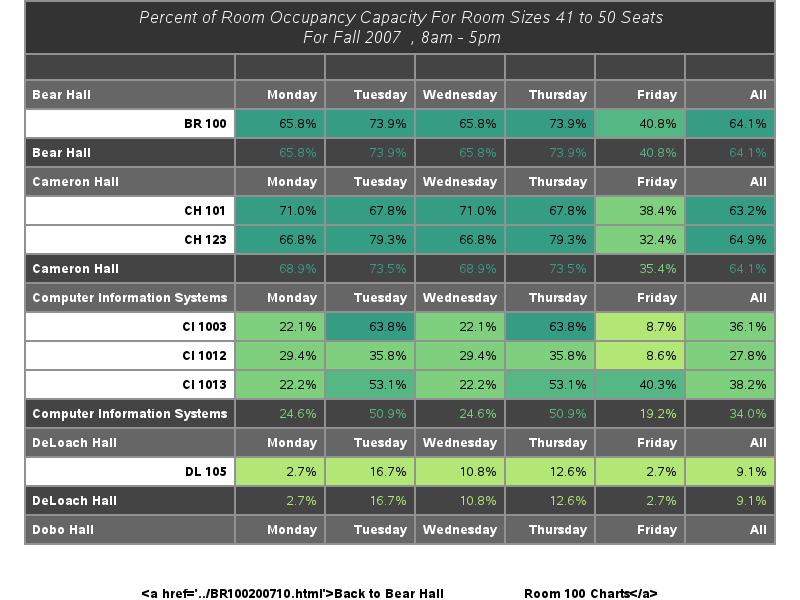 Percent of Room Occupancy Capacity For Room Sizes 41 to 50 Seats
For Fall 2007 , 8am - 5pm
Bear Hall Monday Tuesday Wednesday Thursday Friday All
BR 100 65.8% 73.9% 65.8% 73.9% 40.8% 64.1%
Bear Hall 65.8% 73.9% 65.8% 73.9% 40.8% 64.1%
Cameron Hall Monday Tuesday Wednesday Thursday Friday All
CH 101 71.0% 67.8% 71.0% 67.8% 38.4% 63.2%
CH 123 66.8% 79.3% 66.8% 79.3% 32.4% 64.9%
Cameron Hall 68.9% 73.5% 68.9% 73.5% 35.4% 64.1%
Computer Information Systems Monday Tuesday Wednesday Thursday Friday All
CI 1003 22.1% 63.8% 22.1% 63.8% 8.7% 36.1%
CI 1012 29.4% 35.8% 29.4% 35.8% 8.6% 27.8%
CI 1013 22.2% 53.1% 22.2% 53.1% 40.3% 38.2%
Computer Information Systems 24.6% 50.9% 24.6% 50.9% 19.2% 34.0%
DeLoach Hall Monday Tuesday Wednesday Thursday Friday All
DL 105 2.7% 16.7% 10.8% 12.6% 2.7% 9.1%
DeLoach Hall 2.7% 16.7% 10.8% 12.6% 2.7% 9.1%
Dobo Hall Monday Tuesday Wednesday Thursday Friday All
<a href='../BR100200710.html'>Back to Bear Hall Room 100 Charts</a>